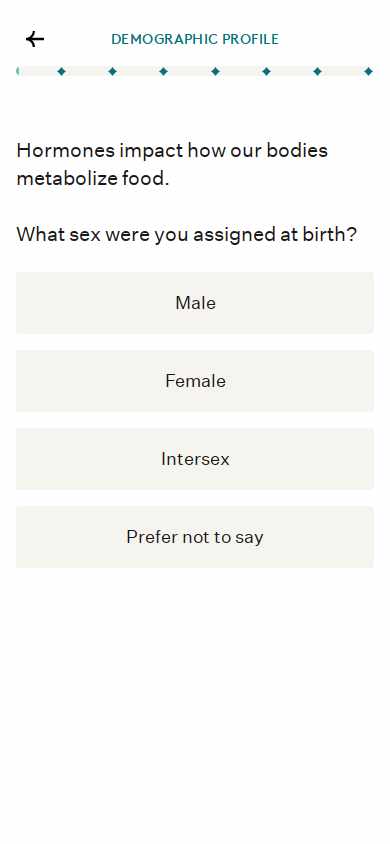 DEMOGRAPHIC PROFILE
Hormones impact how our bodies
metabolize food.
What sex were you assigned at birth?
Male
Female
Intersex
Prefer not to say